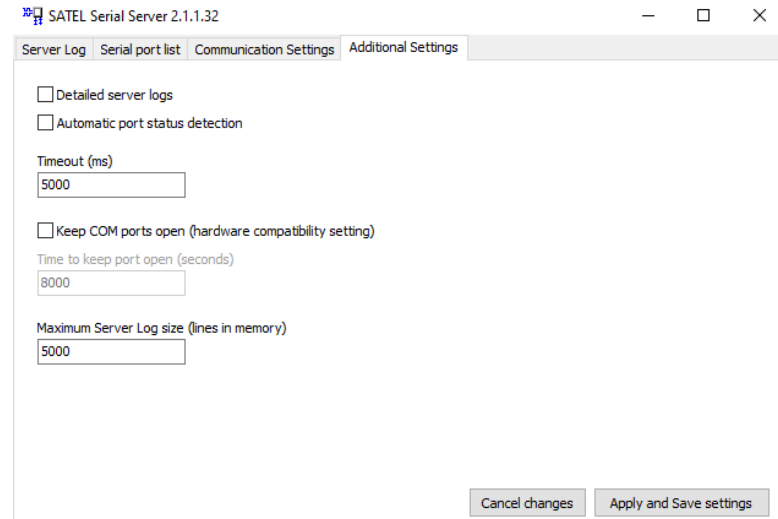 SATEL Serial Server 2.1.1.32
Server Log Serial port list Communication Settings Additional Settings
Detailed server logs
Automatic port status detection
Timeout (ms)
5000
Keep COM ports open (hardware compatibility setting)
Time to keep port open (seconds)
8000
Maximum Server Log size (lines in memory)
5000
Cancel changes Apply and Save settings